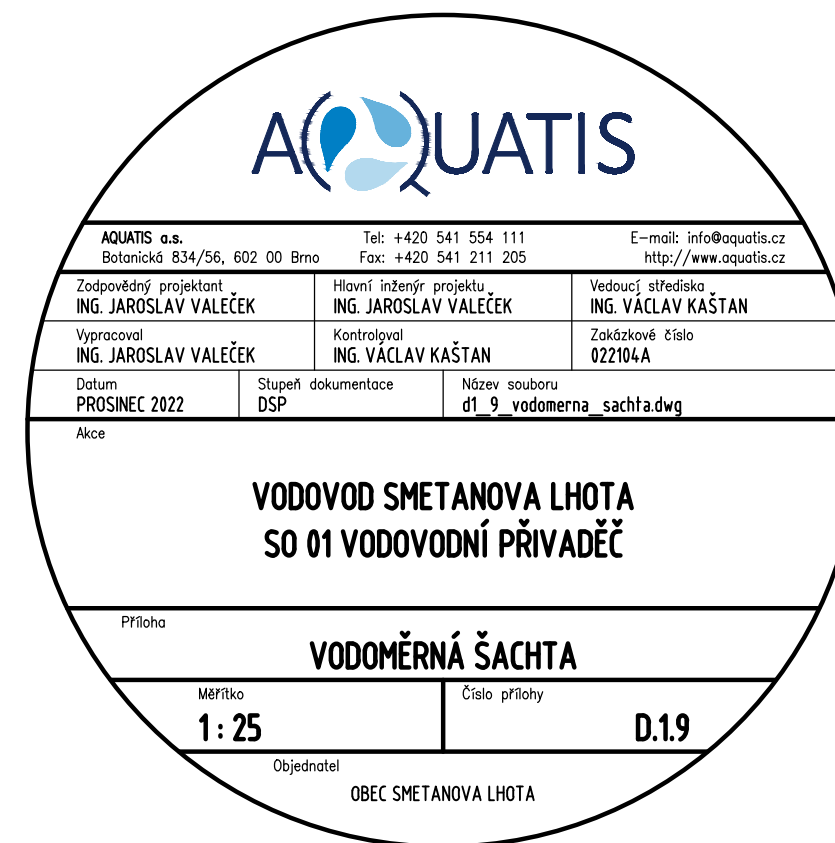 AQUATIS
AQUATIS a.s. Tel: +420 541 554 111 E-mail: info@aquatis.cz
Botanická 834/56, 602 00 Brno Fax: +420 541 211 205 http://www.aquatis.cz
Zodpovědný projektant Hlavní inženýr projektu Vedoucí střediska
ING. JAROSLAV VALEČEK ING. JAROSLAV VALEČEK ING. VÁCLAV KAŠTAN
Vypracoval Kontroloval Zakázkové číslo
ING. JAROSLAV VALEČEK ING. VÁCLAV KAŠTAN 022104A
Datum Stupeň dokumentace Název souboru
PROSINEC 2022 DSP d1_9_vodomerna_sachta.dwg
Akce
VODOVOD SMETANOVA LHOTA
SO 01 VODOVODNÍ PŘIVADĚČ
Příloha
VODOMĚRNÁ ŠACHTA
Měřítko Číslo přílohy
1 : 25 D.1.9
Objednatel
OBEC SMETANOVA LHOTA